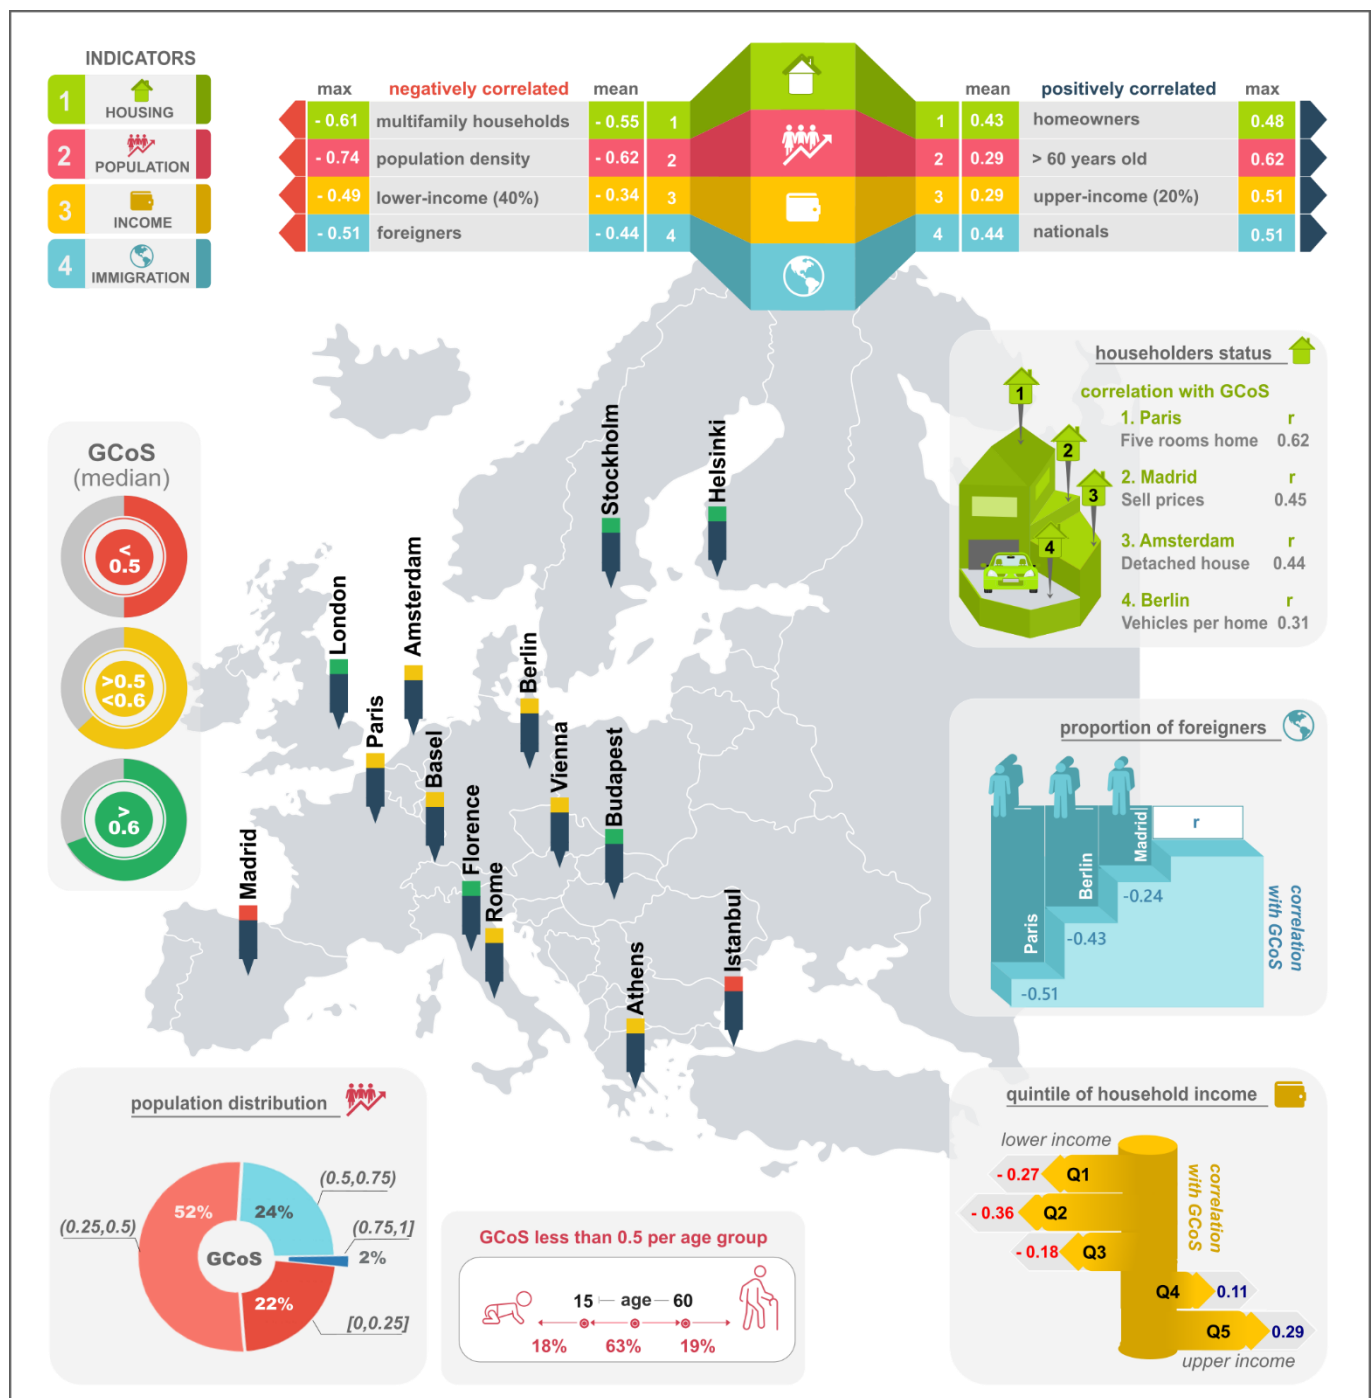 INDICATORS
1 HOUSING
2 POPULATION
3 INCOME
4 IMMIGRATION
max negatively correlated mean
- 0.61 multifamily households - 0.55 1
- 0.74 population density - 0.62 2
- 0.49 lower-income (40%) - 0.34 3
- 0.51 foreigners - 0.44 4
mean positively correlated max
1 0.43 homeowners 0.48
2 0.29 > 60 years old 0.62
3 0.29 upper-income (20%) 0.51
4 0.44 nationals 0.51
householders status
correlation with GCoS
1
2
3
4
1. Paris r
Five rooms home 0.62
2. Madrid r
Sell prices 0.45
3. Amsterdam r
Detached house 0.44
4. Berlin r
Vehicles per home 0.31
GCoS
(median)
<
0.5
>0.5
<0.6
>
0.6
Stockholm
Helsinki
London
Amsterdam
Berlin
Paris
Basel
Vienna
Budapest
Florence
Madrid
Rome
Athens
Istanbul
proportion of foreigners
r
Madrid
Berlin
Paris
-0.24
-0.43
-0.51
correlation
with GCoS
population distribution
(0.5,0.75)
52%
24%
(0.25,0.5)
(0.75,1]
2%
GCoS
22%
[0,0.25]
GCoS less than 0.5 per age group
15 age 60
18% 63% 19%
quintile of household income
lower income
- 0.27 Q1
- 0.36 Q2
- 0.18 Q3
Q4 0.11
Q5 0.29
upper income
correlation
with GCoS